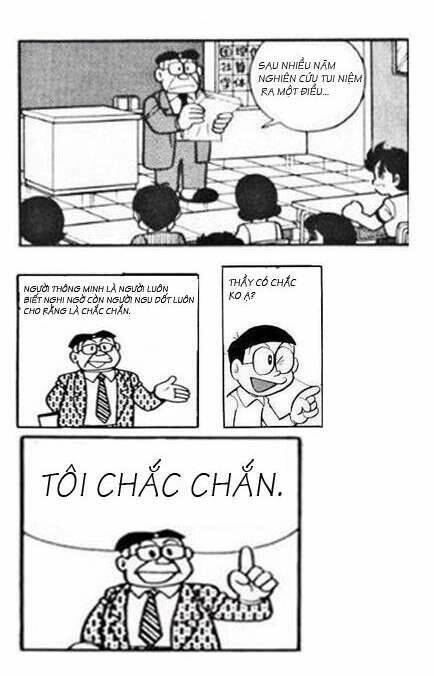 SAU NHIỀU NĂM
NGHIÊN CỨU TUI NIỆM
RA MỘT ĐIỀU...
NGƯỜI THÔNG MINH LÀ NGƯỜI LUÔN
BIẾT NGHI NGỜ CÒN NGƯỜI NGU DỐT LUÔN
CHO RẰNG LÀ CHẮC CHẮN.
THẦY CÓ CHẮC
KO Ạ?
TÔI CHẮC CHẮN.